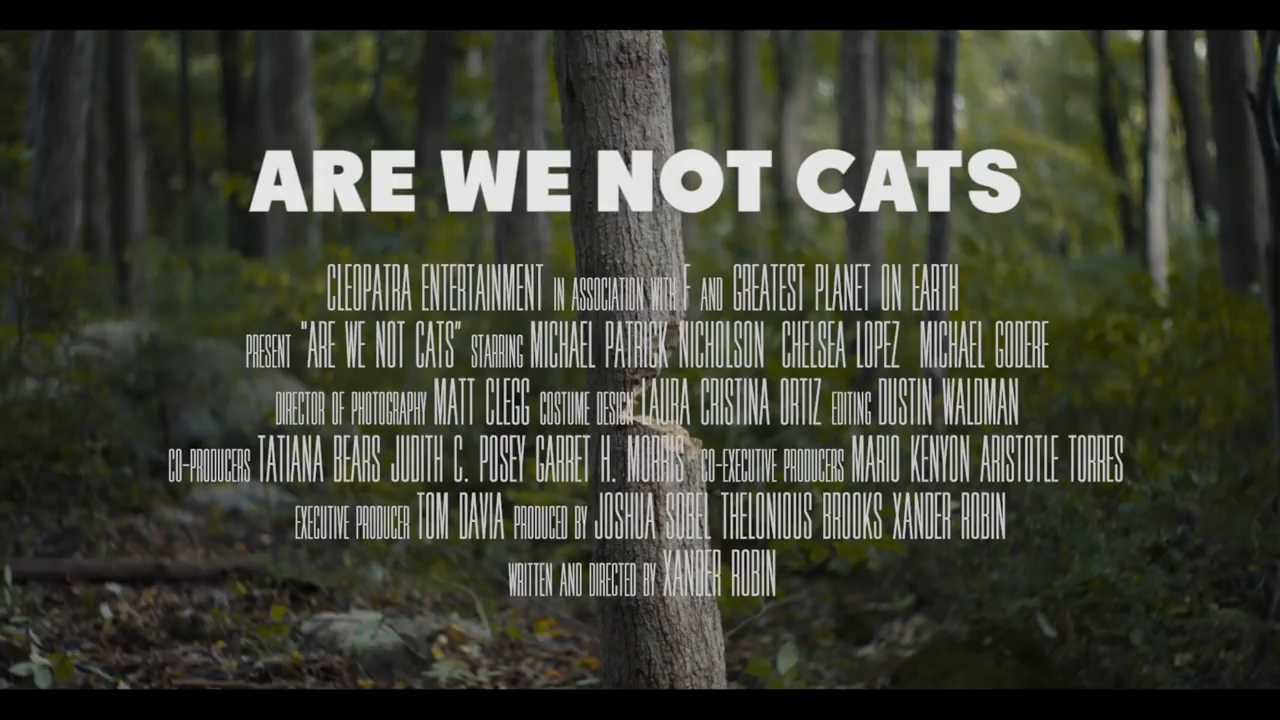 ARE WE NOT CATS
CLEOPATRA ENTERTAINMENT IN ASSOCIATION WITH F AND GREATEST PLANET ON EARTH
PRESENT "ARE WE NOT CATS" STARRING MICHAEL PATRICK NICHOLSON CHELSEA LOPEZ MICHAEL GODERE
DIRECTOR OF PHOTOGRAPHY MATT CLEGG COSTUME DESIGN LAURA CRISTINA ORTIZ EDITING DUSTIN WALDMAN
CO-PRODUCERS TATIANA BEARS JUDITH C. POSEY GARRET H. MORRIS CO-EXECUTIVE PRODUCERS MARIO KENYON ARISTOTLE TORRES
EXECUTIVE PRODUCER TOM DAVIA PRODUCED BY JOSHUA SOBEL THELONIOUS BROOKS XANDER ROBIN
WRITTEN AND DIRECTED BY XANDER ROBIN